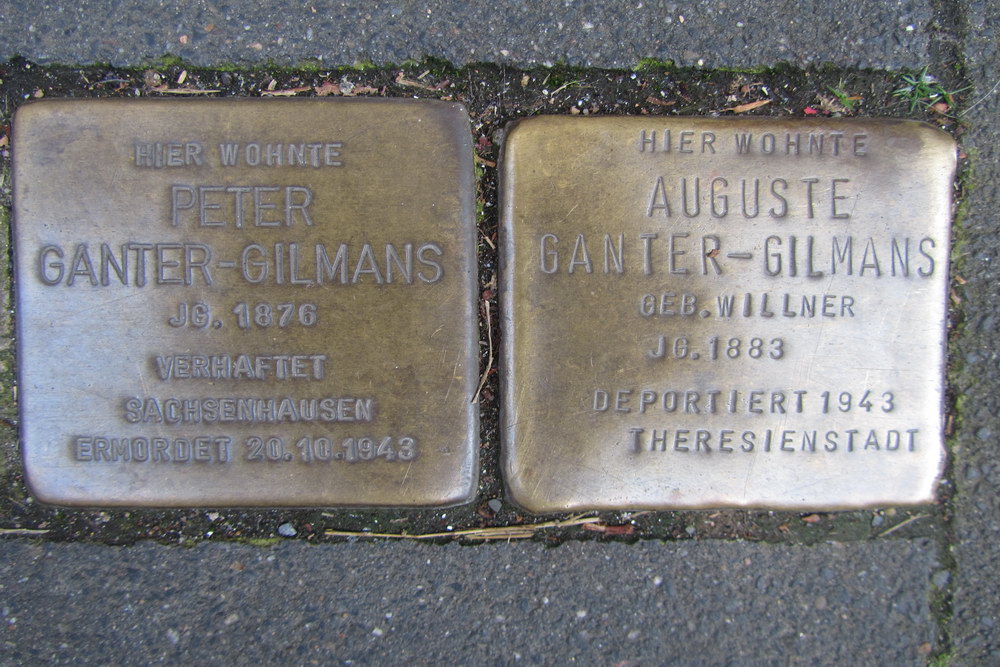 HIER WOHNTE
PETER
GANTER-GILMANS
JG. 1876
VERHAFTET
SACHSENHAUSEN
ERMORDET 20.10.1943
HIER WOHNTE
AUGUSTE
GANTER-GILMANS
GEB. WILLNER
JG. 1883
DEPORTIERT 1943
THERESIENSTADT